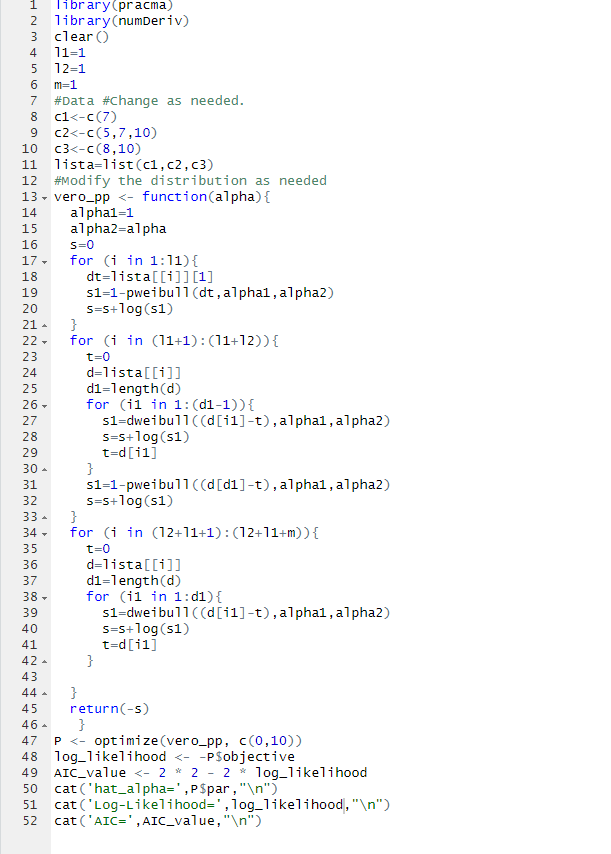 1 library(pracma)
2 library(numDeriv)
3 clear()
4 l1=1
5 l2=1
6 m=1
7 #Data #Change as needed.
8 c1<-c(7)
9 c2<-c(5,7,10)
10 c3<-c(8,10)
11 lista=list(c1,c2,c3)
12 #Modify the distribution as needed
13 vero_pp <- function(alpha){
14 alpha1=1
15 alpha2=alpha
16 s=0
17 for (i in 1:l1){
18 dt=lista[[i]][1]
19 s1=1-pweibull(dt,alpha1,alpha2)
20 s=s+log(s1)
21 }
22 for (i in (l1+1):(l1+l2)){
23 t=0
24 d=lista[[i]]
25 d1=length(d)
26 for (i1 in 1:(d1-1)){
27 s1=dweibull((d[i1]-t),alpha1,alpha2)
28 s=s+log(s1)
29 t=d[i1]
30 }
31 s1=1-pweibull((d[d1]-t),alpha1,alpha2)
32 s=s+log(s1)
33 }
34 for (i in (l2+l1+1):(l2+l1+m)){
35 t=0
36 d=lista[[i]]
37 d1=length(d)
38 for (i1 in 1:d1){
39 s1=dweibull((d[i1]-t),alpha1,alpha2)
40 s=s+log(s1)
41 t=d[i1]
42 }
43
44 }
45 return(-s)
46 }
47 P <- optimize(vero_pp, c(0,10))
48 log_likelihood <- -P$objective
49 AIC_value <- 2 * 2 - 2 * log_likelihood
50 cat('hat_alpha=',P$par,"\n")
51 cat('Log-Likelihood=',log_likelihood,"\n")
52 cat('AIC=',AIC_value,"\n")